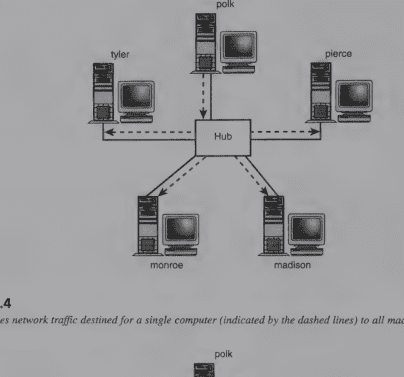 polk
tyler
pierce
Hub
monroe
madison
.4
es network traffic destined for a single computer (indicated by the dashed lines) to all mac
polk